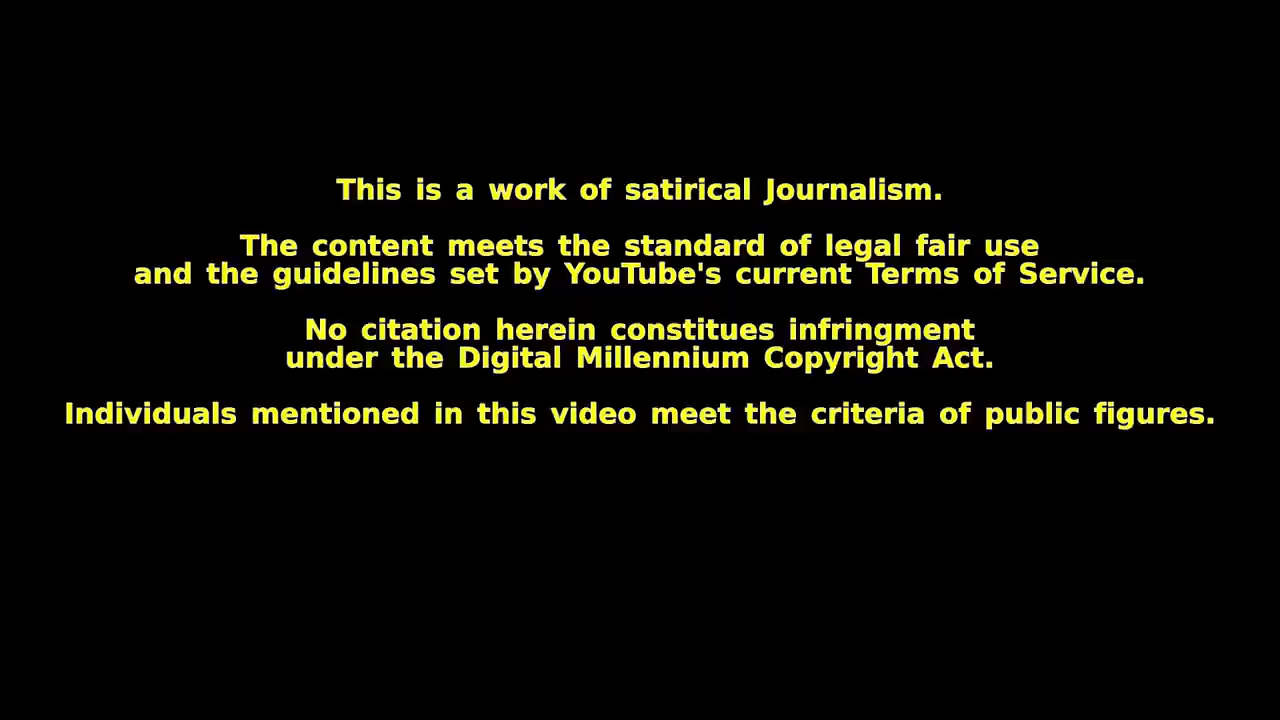 This is a work of satirical Journalism.
The content meets the standard of legal fair use
and the guidelines set by YouTube's current Terms of Service.
No citation herein constitues infringment
under the Digital Millennium Copyright Act.
Individuals mentioned in this video meet the criteria of public figures.